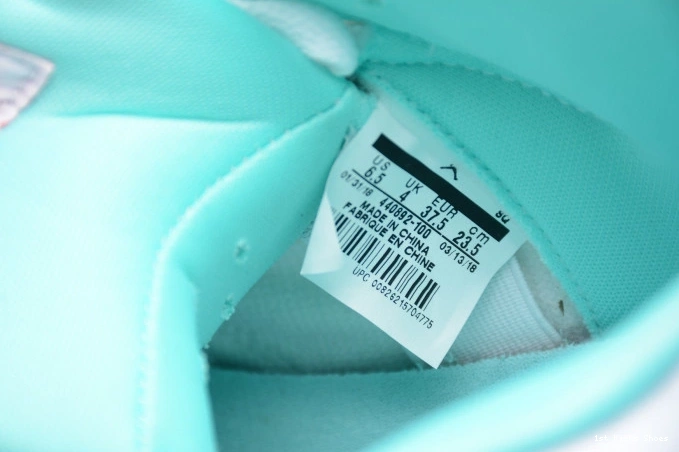 US UK EUR cm
6.5 4 37.5 23.5
01/31/18 440892-100 03/13/18
MADE IN CHINA
FABRIQUE EN CHINE
UPC 00826215704775